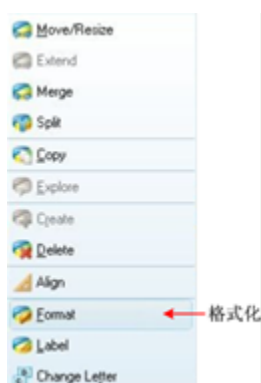 Move/Resize
Extend
Merge
Split
Copy
Explore
Create
Delete
Align
Format 格式化
Label
Change Letter